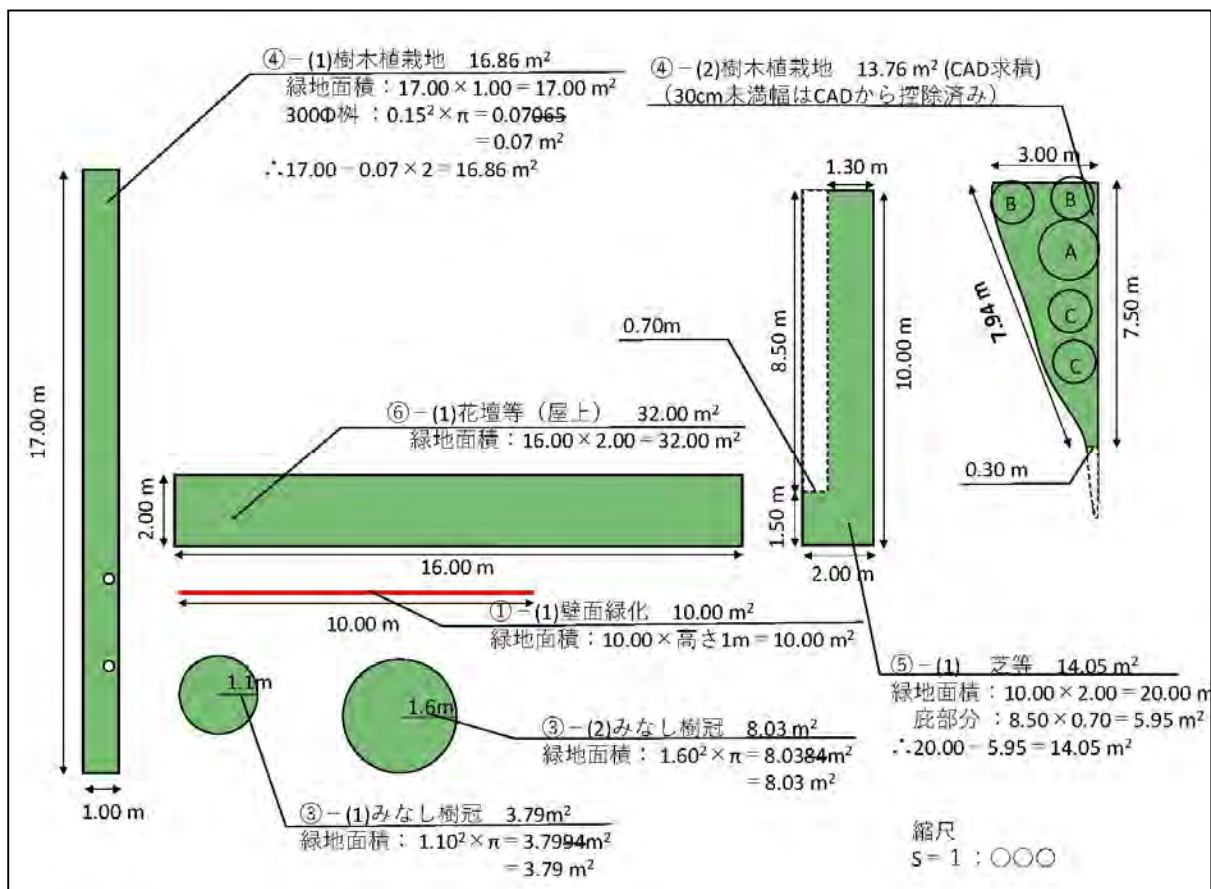 ④－(1)樹木植栽地　16.86 m²
緑地面積：17.00 × 1.00 = 17.00 m²
300Φ桝 ：0.15² × π = 0.07065
= 0.07 m²
∴17.00 − 0.07 × 2 = 16.86 m²
④－(2)樹木植栽地　13.76 m² (CAD求積)
（30cm未満幅はCADから控除済み）
1.30 m
3.00 m
B
B
A
C
C
7.94 m
7.50 m
0.30 m
0.70m
8.50 m
10.00 m
1.50 m
2.00 m
17.00 m
1.00 m
⑥－(1)花壇等（屋上）　32.00 m²
緑地面積：16.00 × 2.00 = 32.00 m²
2.00 m
16.00 m
10.00 m
①－(1)壁面緑化　10.00 m²
緑地面積：10.00 × 高さ1m = 10.00 m²
⑤－(1)　芝等　14.05 m²
緑地面積：10.00 × 2.00 = 20.00 m
庇部分 ：8.50 × 0.70 = 5.95 m²
∴20.00 − 5.95 = 14.05 m²
1.1m
1.6m
③－(2)みなし樹冠　8.03 m²
緑地面積： 1.60² × π = 8.0384m²
= 8.03 m²
③－(1)みなし樹冠　3.79m²
緑地面積： 1.10² × π = 3.7994m²
= 3.79 m²
縮尺
S = 1 ：○○○